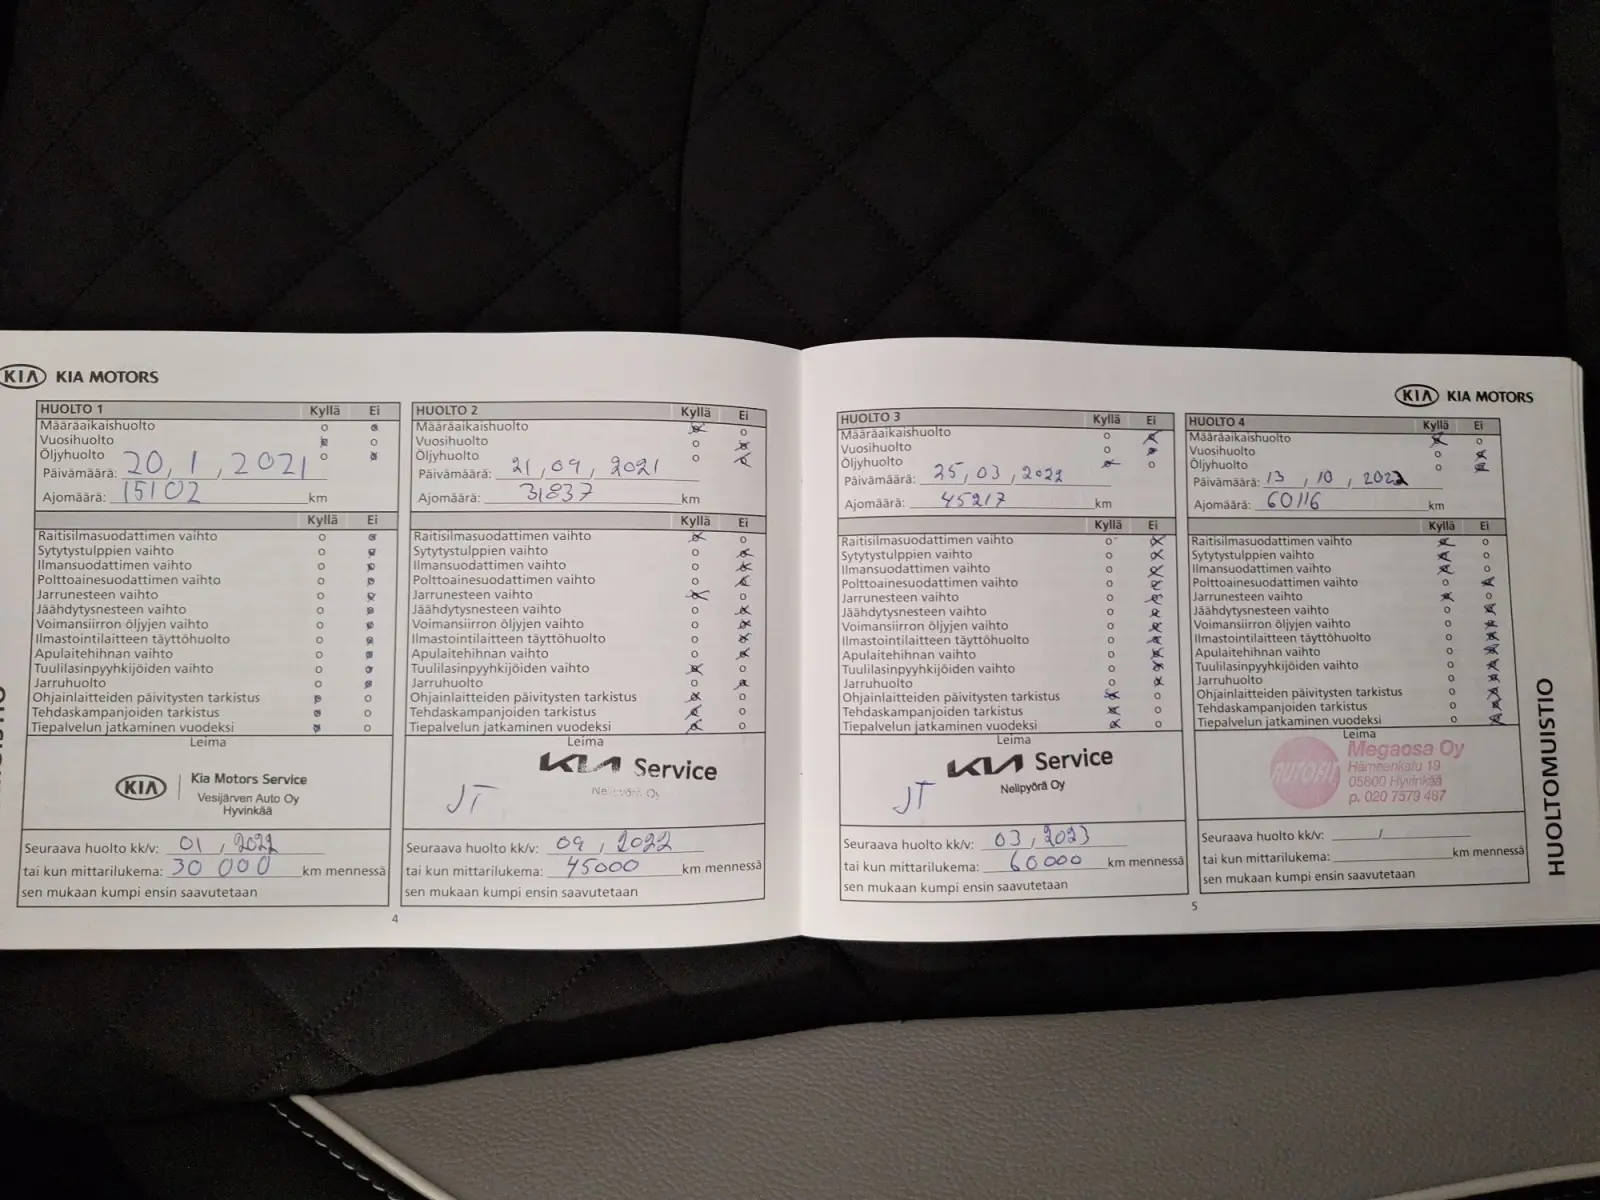 KIA KIA MOTORS
HUOLTO 1 Kyllä Ei
Määräaikaishuolto o
Vuosihuolto o
Öljyhuolto o
Päivämäärä: 20, 1, 2021
Ajomäärä: 15102 km
Kyllä Ei
Raitisilmasuodattimen vaihto o
Sytytystulppien vaihto o
Ilmansuodattimen vaihto o
Polttoainesuodattimen vaihto o
Jarrunesteen vaihto o
Jäähdytysnesteen vaihto o
Voimansiirron öljyjen vaihto o
Ilmastointilaitteen täyttöhuolto o
Apulaitehihnan vaihto o
Tuulilasinpyyhkijöiden vaihto o
Jarruhuolto o
Ohjainlaitteiden päivitysten tarkistus o
Tehdaskampanjoiden tarkistus o
Tiepalvelun jatkaminen vuodeksi o
Leima
KIA Kia Motors Service
Vesijärven Auto Oy
Hyvinkää
Seuraava huolto kk/v: 01, 2022
tai kun mittarilukema: 30 000 km mennessä
sen mukaan kumpi ensin saavutetaan
HUOLTO 2 Kyllä Ei
Määräaikaishuolto o
Vuosihuolto o
Öljyhuolto o
Päivämäärä: 21, 09, 2021
Ajomäärä: 31837 km
Kyllä Ei
Raitisilmasuodattimen vaihto o
Sytytystulppien vaihto o
Ilmansuodattimen vaihto o
Polttoainesuodattimen vaihto o
Jarrunesteen vaihto o
Jäähdytysnesteen vaihto o
Voimansiirron öljyjen vaihto o
Ilmastointilaitteen täyttöhuolto o
Apulaitehihnan vaihto o
Tuulilasinpyyhkijöiden vaihto o
Jarruhuolto o
Ohjainlaitteiden päivitysten tarkistus o
Tehdaskampanjoiden tarkistus o
Tiepalvelun jatkaminen vuodeksi o
Leima
KIA Service
Nelipyörä Oy
JT
Seuraava huolto kk/v: 09, 2022
tai kun mittarilukema: 45000 km mennessä
sen mukaan kumpi ensin saavutetaan
4
KIA KIA MOTORS
HUOLTO 3 Kyllä Ei
Määräaikaishuolto o
Vuosihuolto o
Öljyhuolto o
Päivämäärä: 25, 03, 2022
Ajomäärä: 45217 km
Kyllä Ei
Raitisilmasuodattimen vaihto o
Sytytystulppien vaihto o
Ilmansuodattimen vaihto o
Polttoainesuodattimen vaihto o
Jarrunesteen vaihto o
Jäähdytysnesteen vaihto o
Voimansiirron öljyjen vaihto o
Ilmastointilaitteen täyttöhuolto o
Apulaitehihnan vaihto o
Tuulilasinpyyhkijöiden vaihto o
Jarruhuolto o
Ohjainlaitteiden päivitysten tarkistus o
Tehdaskampanjoiden tarkistus o
Tiepalvelun jatkaminen vuodeksi o
Leima
KIA Service
Nelipyörä Oy
JT
Seuraava huolto kk/v: 03, 2023
tai kun mittarilukema: 60000 km mennessä
sen mukaan kumpi ensin saavutetaan
HUOLTO 4 Kyllä Ei
Määräaikaishuolto o
Vuosihuolto o
Öljyhuolto o
Päivämäärä: 13, 10, 2022
Ajomäärä: 60116 km
Kyllä Ei
Raitisilmasuodattimen vaihto o
Sytytystulppien vaihto o
Ilmansuodattimen vaihto o
Polttoainesuodattimen vaihto o
Jarrunesteen vaihto o
Jäähdytysnesteen vaihto o
Voimansiirron öljyjen vaihto o
Ilmastointilaitteen täyttöhuolto o
Apulaitehihnan vaihto o
Tuulilasinpyyhkijöiden vaihto o
Jarruhuolto o
Ohjainlaitteiden päivitysten tarkistus o
Tehdaskampanjoiden tarkistus o
Tiepalvelun jatkaminen vuodeksi o
Leima
AUTOFIT
Megaosa Oy
Hämeenkatu 19
05800 Hyvinkää
p. 020 7579 487
Seuraava huolto kk/v: /
tai kun mittarilukema: km mennessä
sen mukaan kumpi ensin saavutetaan
5
HUOLTOMUISTIO